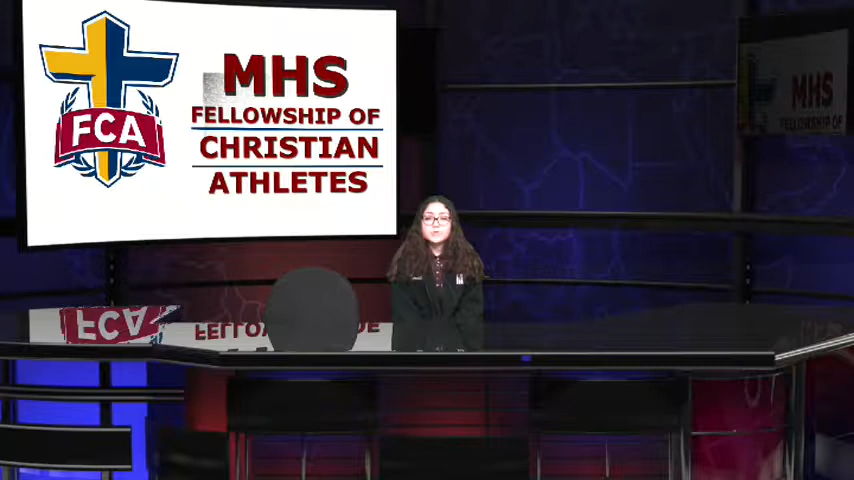 FCA
MHS
FELLOWSHIP OF
CHRISTIAN
ATHLETES
MHS
FELLOWSHIP OF
FCA